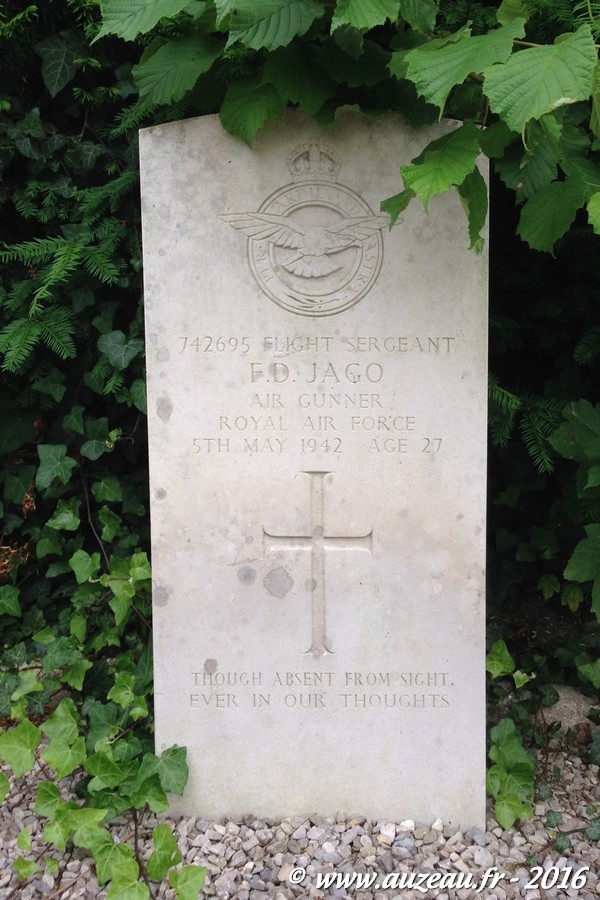 742695 FLIGHT SERGEANT
F.D. JAGO
AIR GUNNER
ROYAL AIR FORCE
5TH MAY 1942 AGE 27
THOUGH ABSENT FROM SIGHT.
EVER IN OUR THOUGHTS
© www.auzeau.fr - 2016